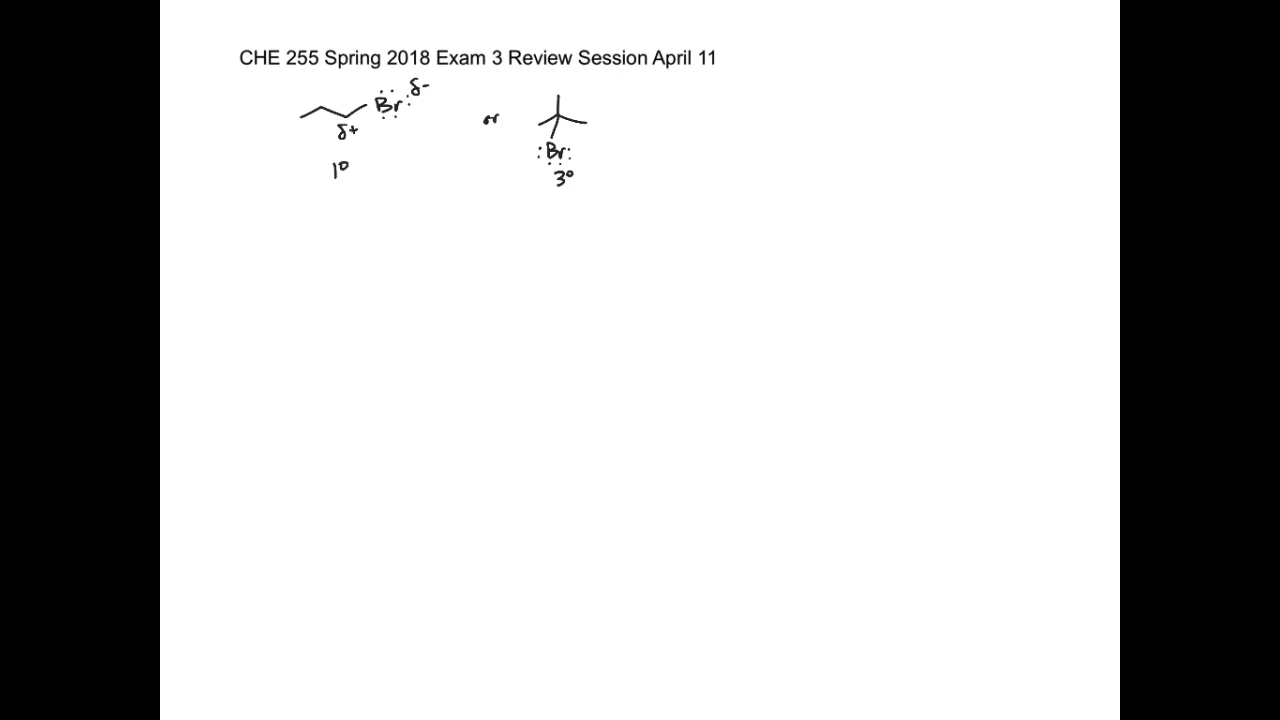 CHE 255 Spring 2018 Exam 3 Review Session April 11
:Br: δ-
δ+
1°
or
:Br:
3°